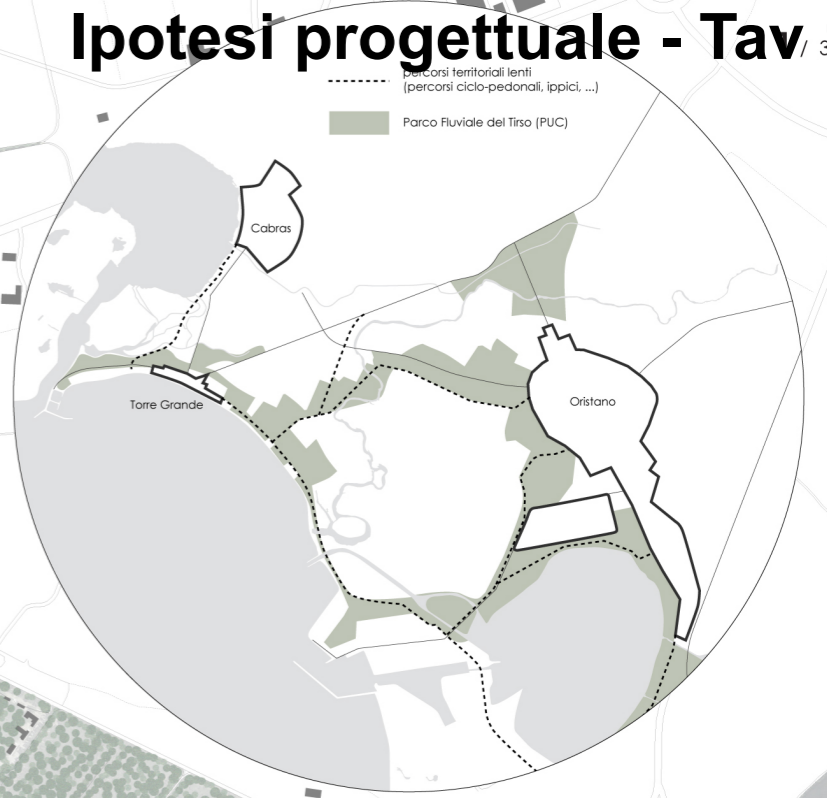 Ipotesi progettuale - Tav
/ 3
percorsi territoriali lenti
(percorsi ciclo-pedonali, ippici, ...)
Parco Fluviale del Tirso (PUC)
Cabras
Torre Grande
Oristano